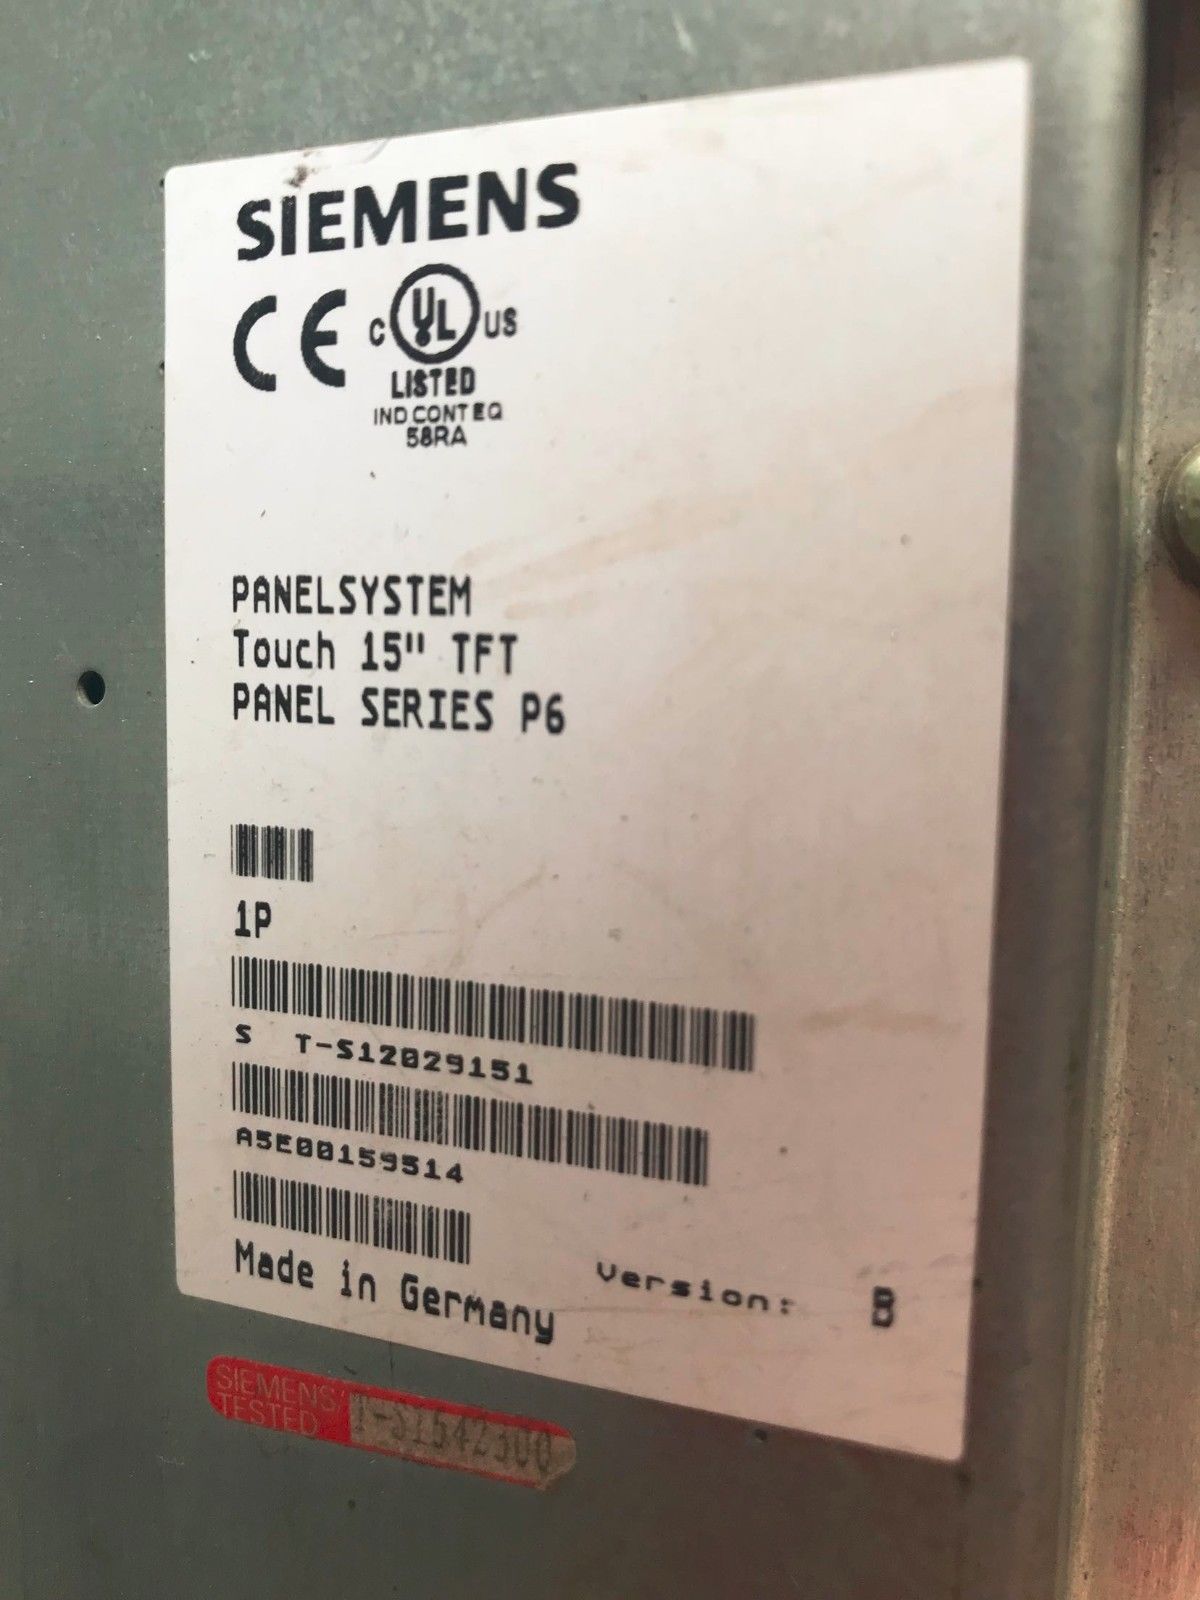 SIEMENS
CE
C UL US
LISTED
IND CONT EQ
58RA
PANELSYSTEM
Touch 15" TFT
PANEL SERIES P6
1P
S T-S12029151
A5E00159514
Made in Germany
Version: B
SIEMENS
TESTED